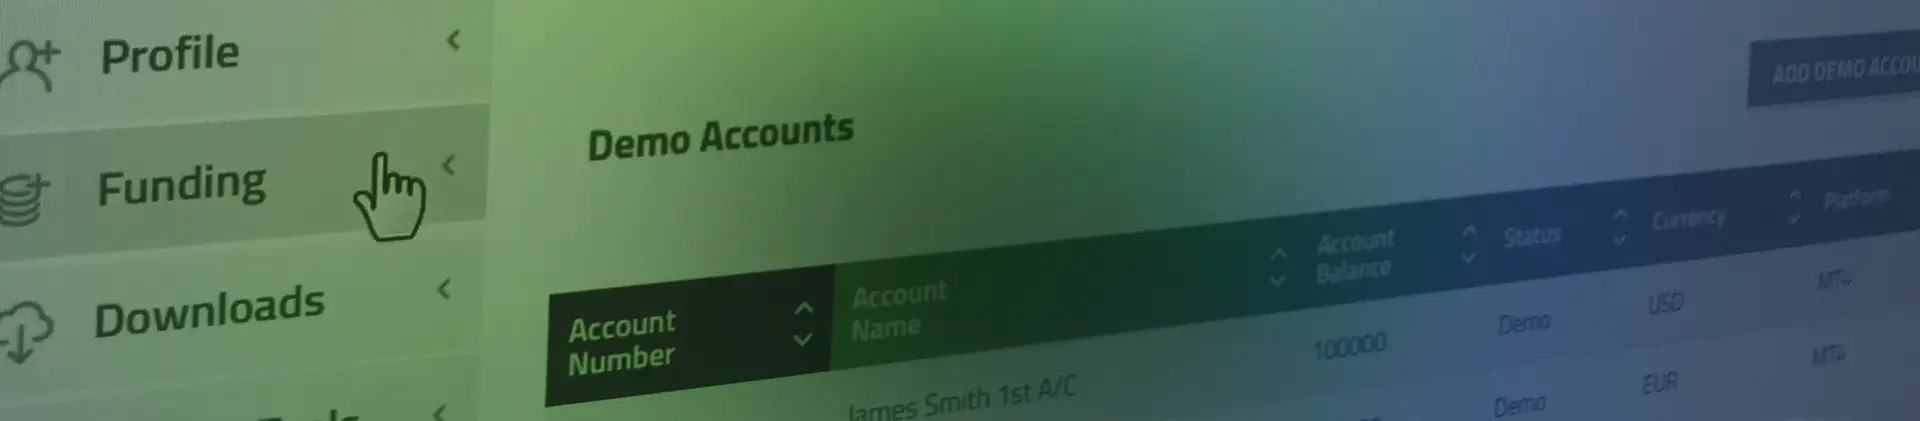 Profile
Funding
Downloads
Demo Accounts
ADD DEMO
Account
Number
Account
Name
Account
Balance
Status
Currency
Platform
James Smith 1st A/C
100000
Demo
USD
MT4
Demo
EUR
MT4